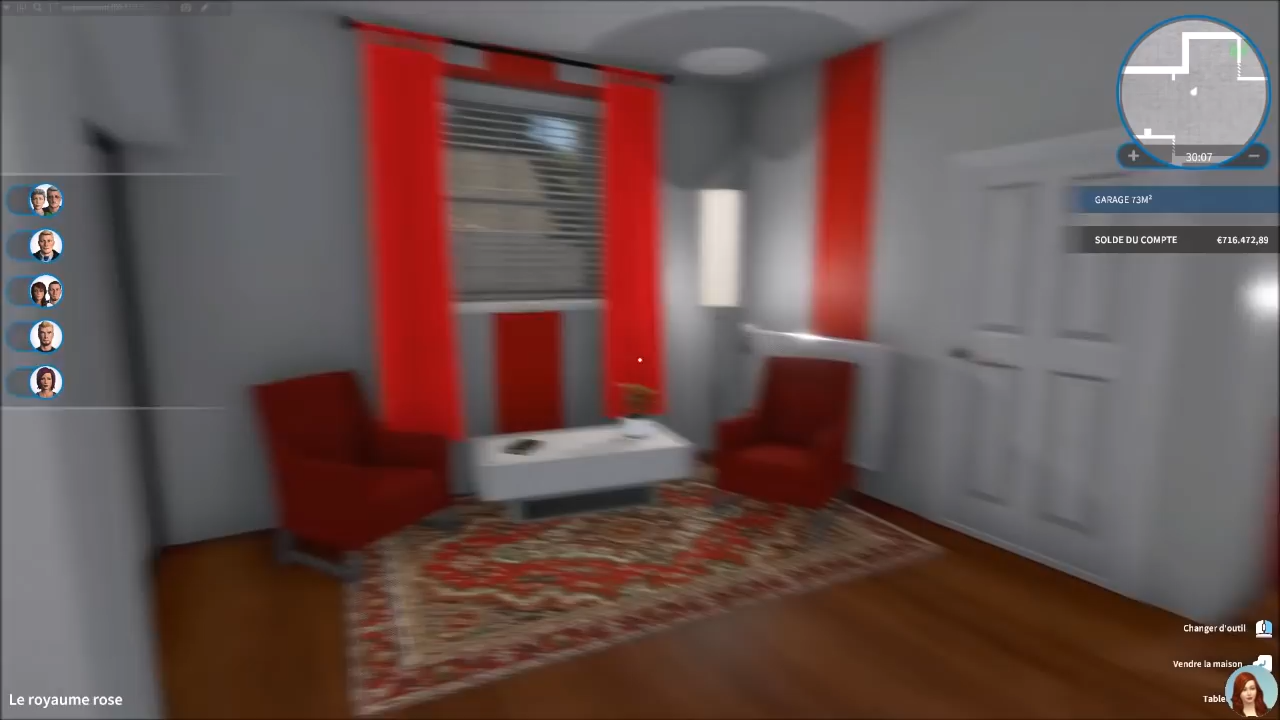 30:07
GARAGE 73M²
SOLDE DU COMPTE €716.472,89
Changer d'outil
Vendre la maison
Table
Le royaume rose